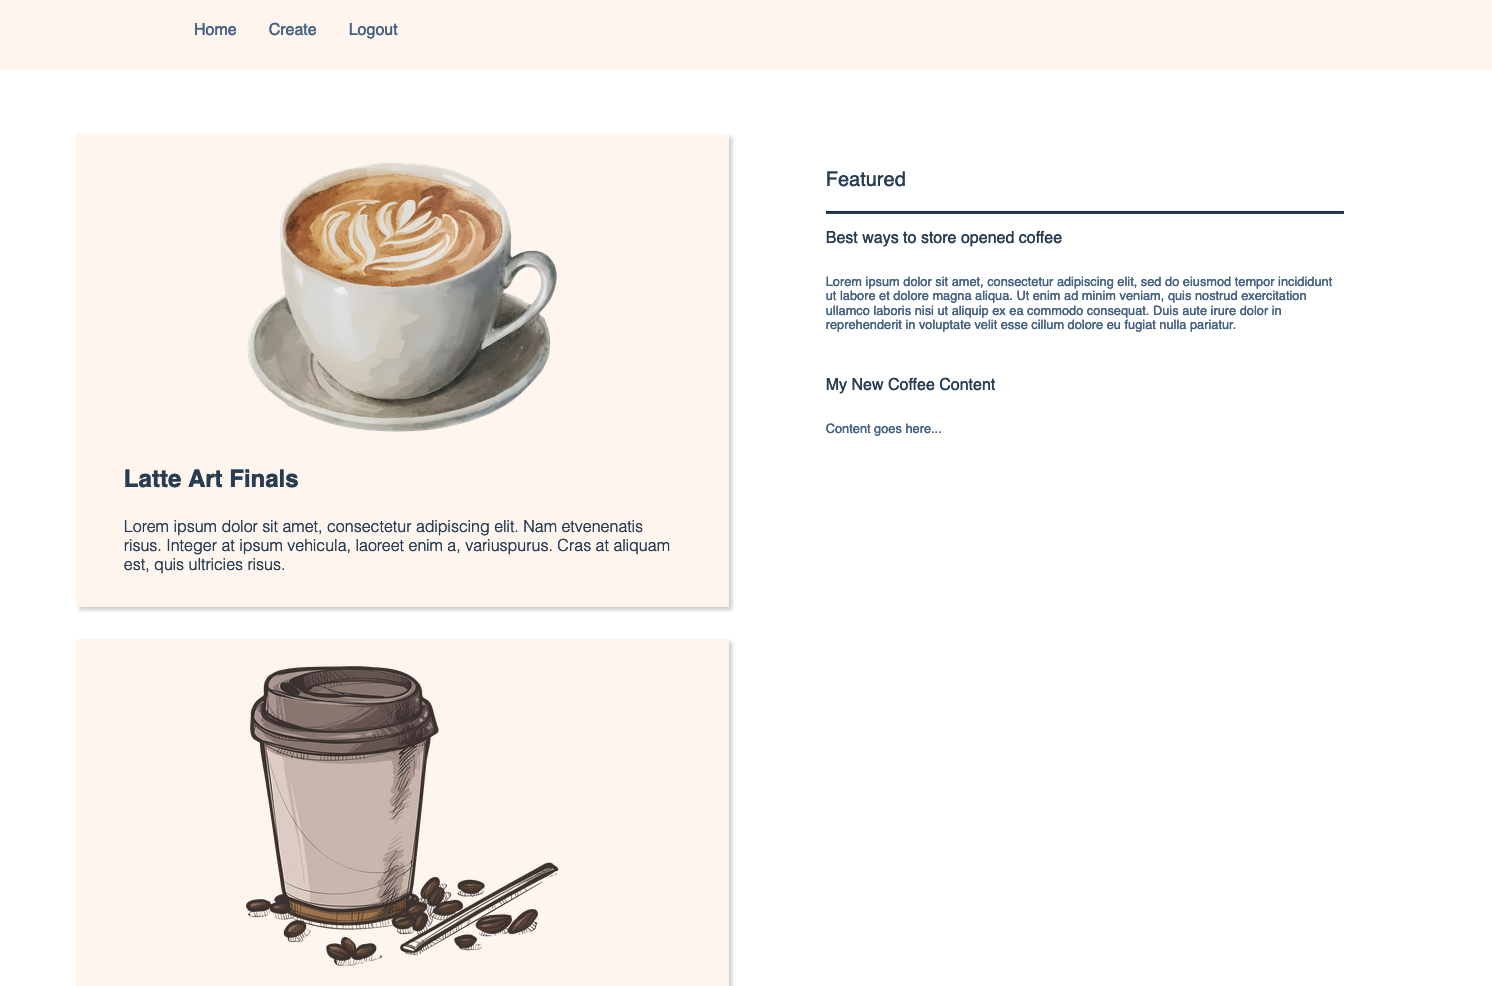 Home Create Logout
Latte Art Finals
Lorem ipsum dolor sit amet, consectetur adipiscing elit. Nam etvenenatis
risus. Integer at ipsum vehicula, laoreet enim a, variuspurus. Cras at aliquam
est, quis ultricies risus.
Featured
Best ways to store opened coffee
Lorem ipsum dolor sit amet, consectetur adipiscing elit, sed do eiusmod tempor incididunt
ut labore et dolore magna aliqua. Ut enim ad minim veniam, quis nostrud exercitation
ullamco laboris nisi ut aliquip ex ea commodo consequat. Duis aute irure dolor in
reprehenderit in voluptate velit esse cillum dolore eu fugiat nulla pariatur.
My New Coffee Content
Content goes here...